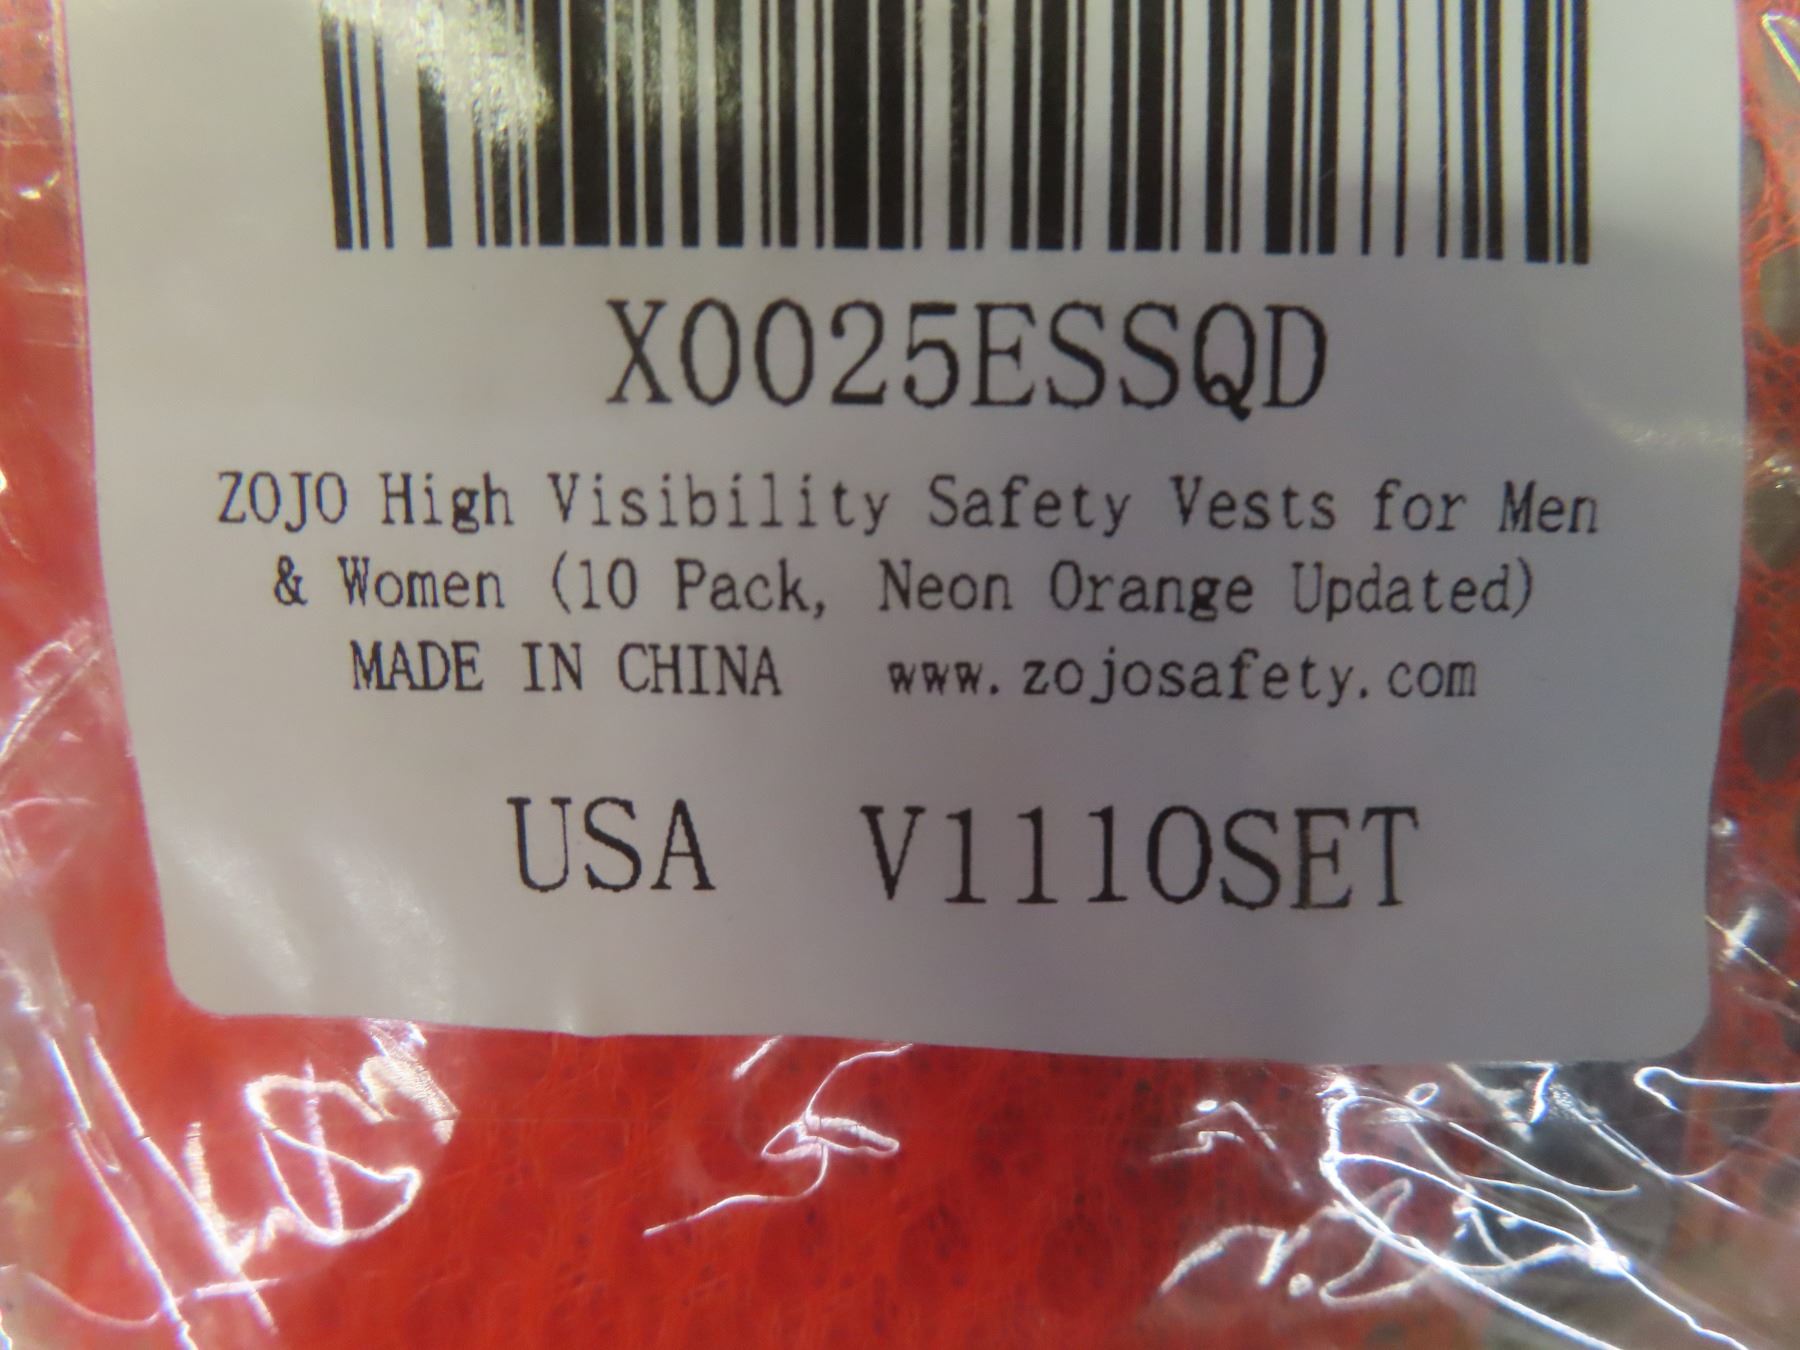 X0025ESSQD
ZOJO High Visibility Safety Vests for Men
& Women (10 Pack, Neon Orange Updated)
MADE IN CHINA www.zojosafety.com
USA V111OSET